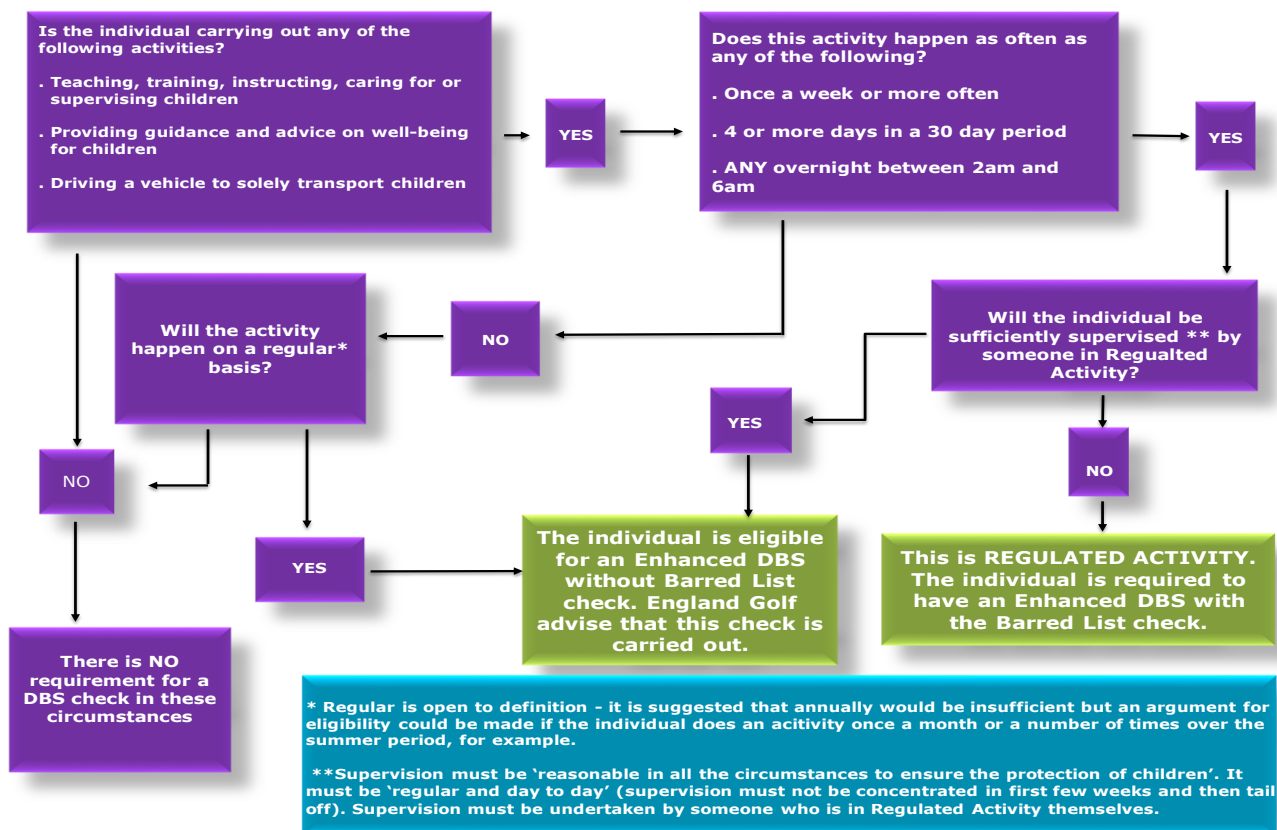 Is the individual carrying out any of the
following activities?
. Teaching, training, instructing, caring for or
supervising children
. Providing guidance and advice on well-being
for children
. Driving a vehicle to solely transport children
YES
Does this activity happen as often as
any of the following?
. Once a week or more often
. 4 or more days in a 30 day period
. ANY overnight between 2am and
6am
YES
Will the activity
happen on a regular*
basis?
NO
Will the individual be
sufficiently supervised ** by
someone in Regualted
Activity?
YES
NO
NO
YES
The individual is eligible
for an Enhanced DBS
without Barred List
check. England Golf
advise that this check is
carried out.
This is REGULATED ACTIVITY.
The individual is required to
have an Enhanced DBS with
the Barred List check.
There is NO
requirement for a
DBS check in these
circumstances
* Regular is open to definition - it is suggested that annually would be insufficient but an argument for
eligibility could be made if the individual does an acitivity once a month or a number of times over the
summer period, for example.
**Supervision must be ‘reasonable in all the circumstances to ensure the protection of children’. It
must be ‘regular and day to day’ (supervision must not be concentrated in first few weeks and then tail
off). Supervision must be undertaken by someone who is in Regulated Activity themselves.